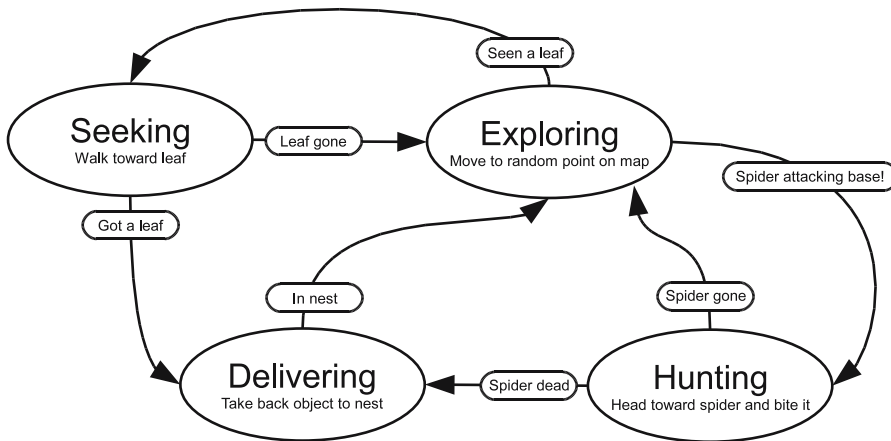 Seen a leaf
Seeking
Walk toward leaf
Leaf gone
Exploring
Move to random point on map
Spider attacking base!
Got a leaf
In nest
Spider gone
Delivering
Take back object to nest
Spider dead
Hunting
Head toward spider and bite it